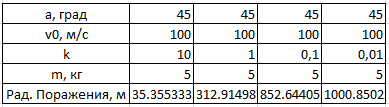 a, град 45 45 45 45
v0, м/с 100 100 100 100
k 10 1 0,1 0,01
m, кг 5 5 5 5
Рад. Поражения, м 35.355333 312.91498 852.64405 1000.8502